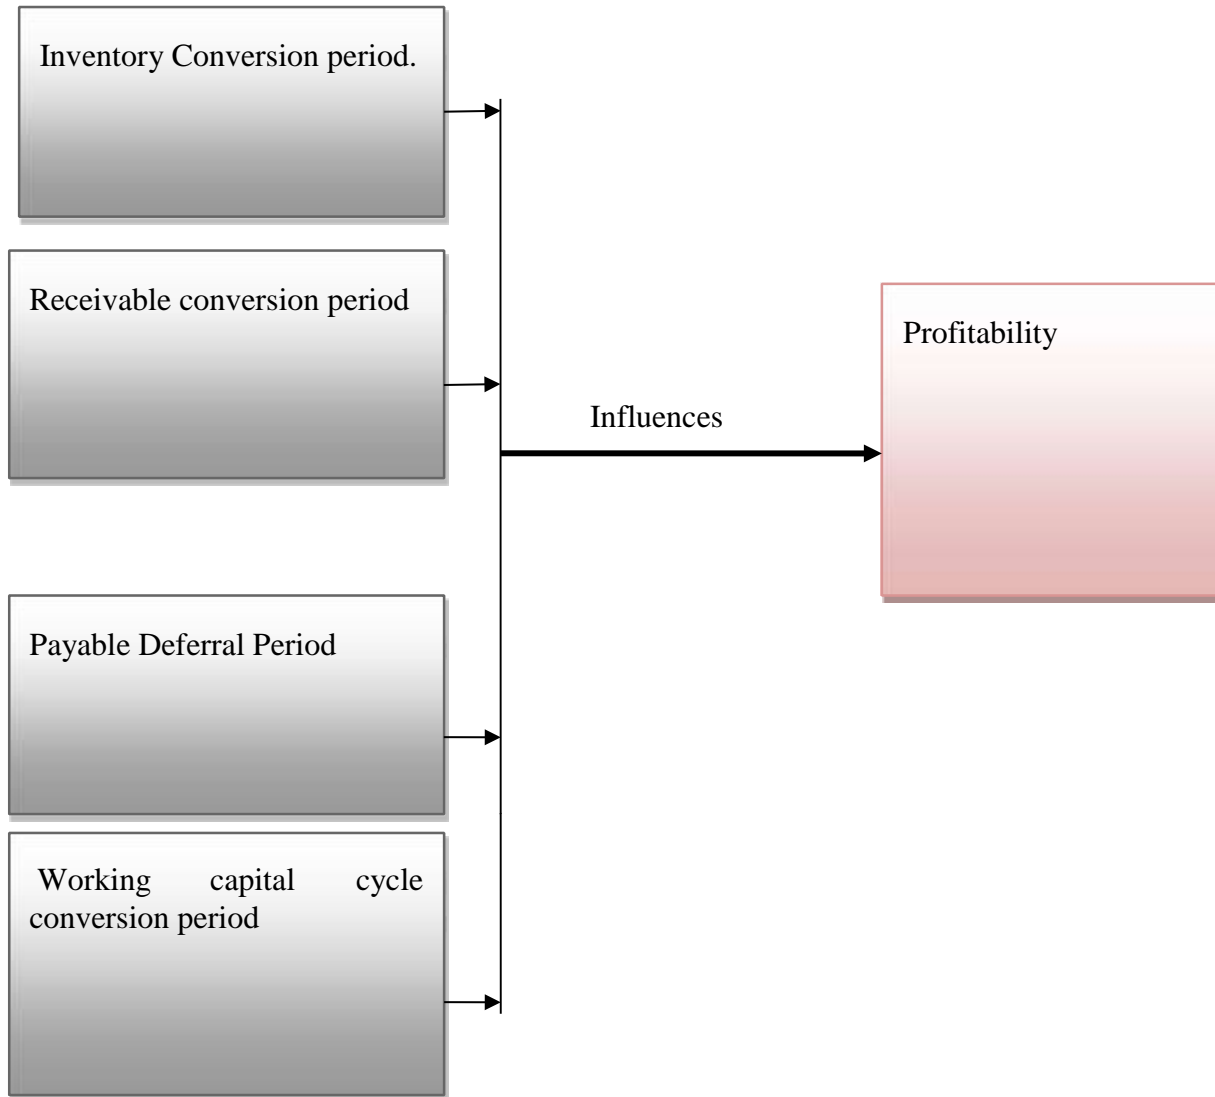 Inventory Conversion period.
Receivable conversion period
Profitability
Influences
Payable Deferral Period
Working capital cycle
conversion period